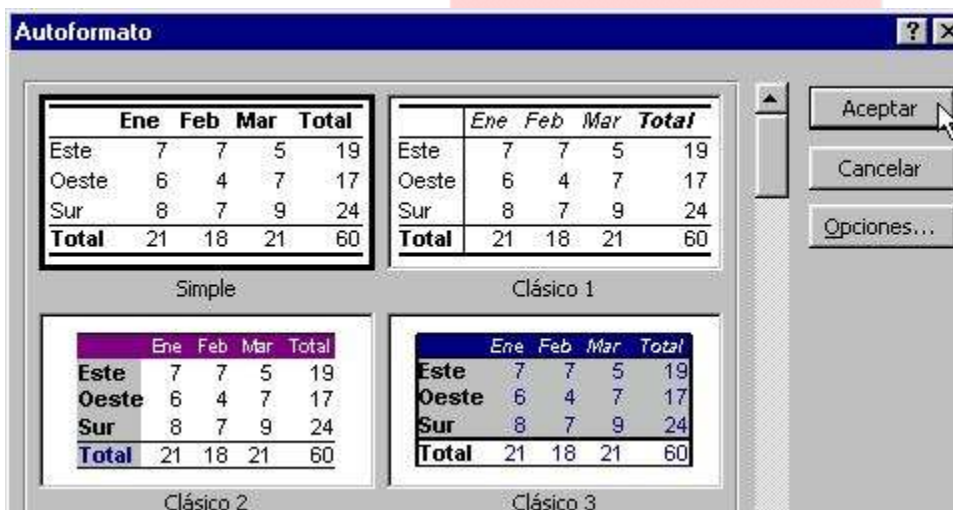 Autoformato
Ene Feb Mar Total
Este 7 7 5 19
Oeste 6 4 7 17
Sur 8 7 9 24
Total 21 18 21 60
Simple
Ene Feb Mar Total
Este 7 7 5 19
Oeste 6 4 7 17
Sur 8 7 9 24
Total 21 18 21 60
Clásico 1
Ene Feb Mar Total
Este 7 7 5 19
Oeste 6 4 7 17
Sur 8 7 9 24
Total 21 18 21 60
Clásico 2
Ene Feb Mar Total
Este 7 7 5 19
Oeste 6 4 7 17
Sur 8 7 9 24
Total 21 18 21 60
Clásico 3
Aceptar
Cancelar
Opciones...